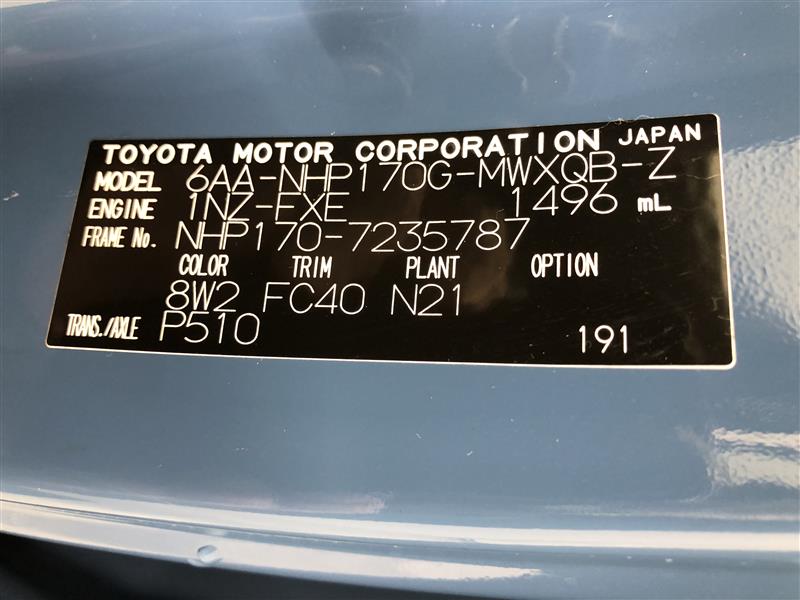 TOYOTA MOTOR CORPORATION JAPAN
MODEL 6AA-NHP170G-MWXQB-Z
ENGINE 1NZ-FXE 1496 mL
FRAME No. NHP170-7235787
COLOR TRIM PLANT OPTION
8W2 FC40 N21
TRANS./AXLE P510 191